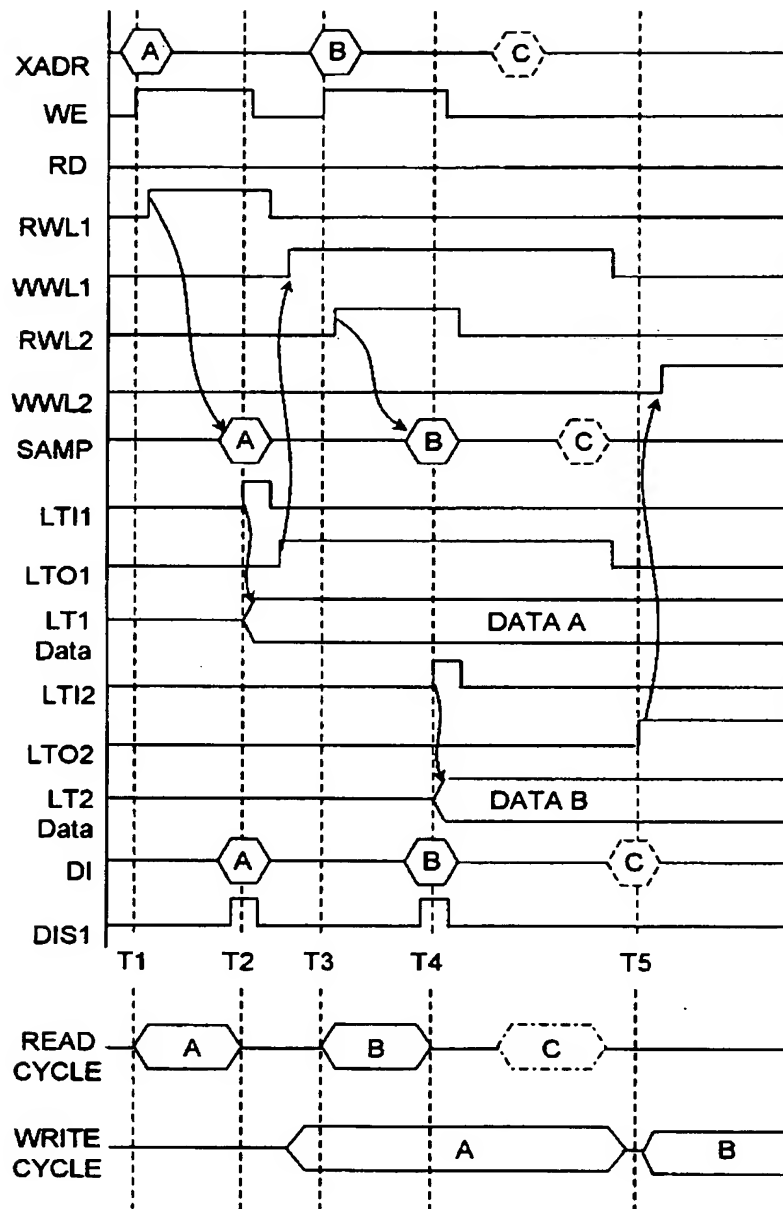 XADR A B C
WE
RD
RWL1
WWL1
RWL2
WWL2
SAMP A B C
LTI1
LTO1
LT1
Data
DATA A
LTI2
LTO2
LT2
Data
DATA B
DI A B C
DIS1
T1 T2 T3 T4 T5
READ
CYCLE
A B C
WRITE
CYCLE
A B